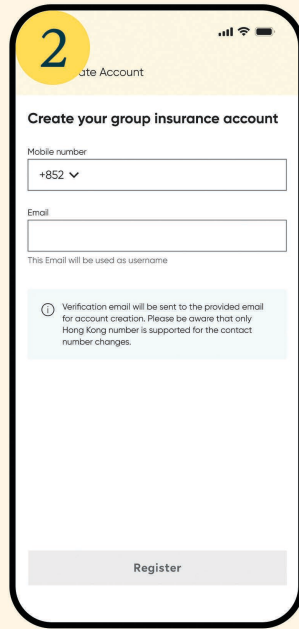 2
ate Account
Create your group insurance account
Mobile number
+852
Email
This Email will be used as username
Verification email will be sent to the provided email
for account creation. Please be aware that only
Hong Kong number is supported for the contact
number changes.
Register